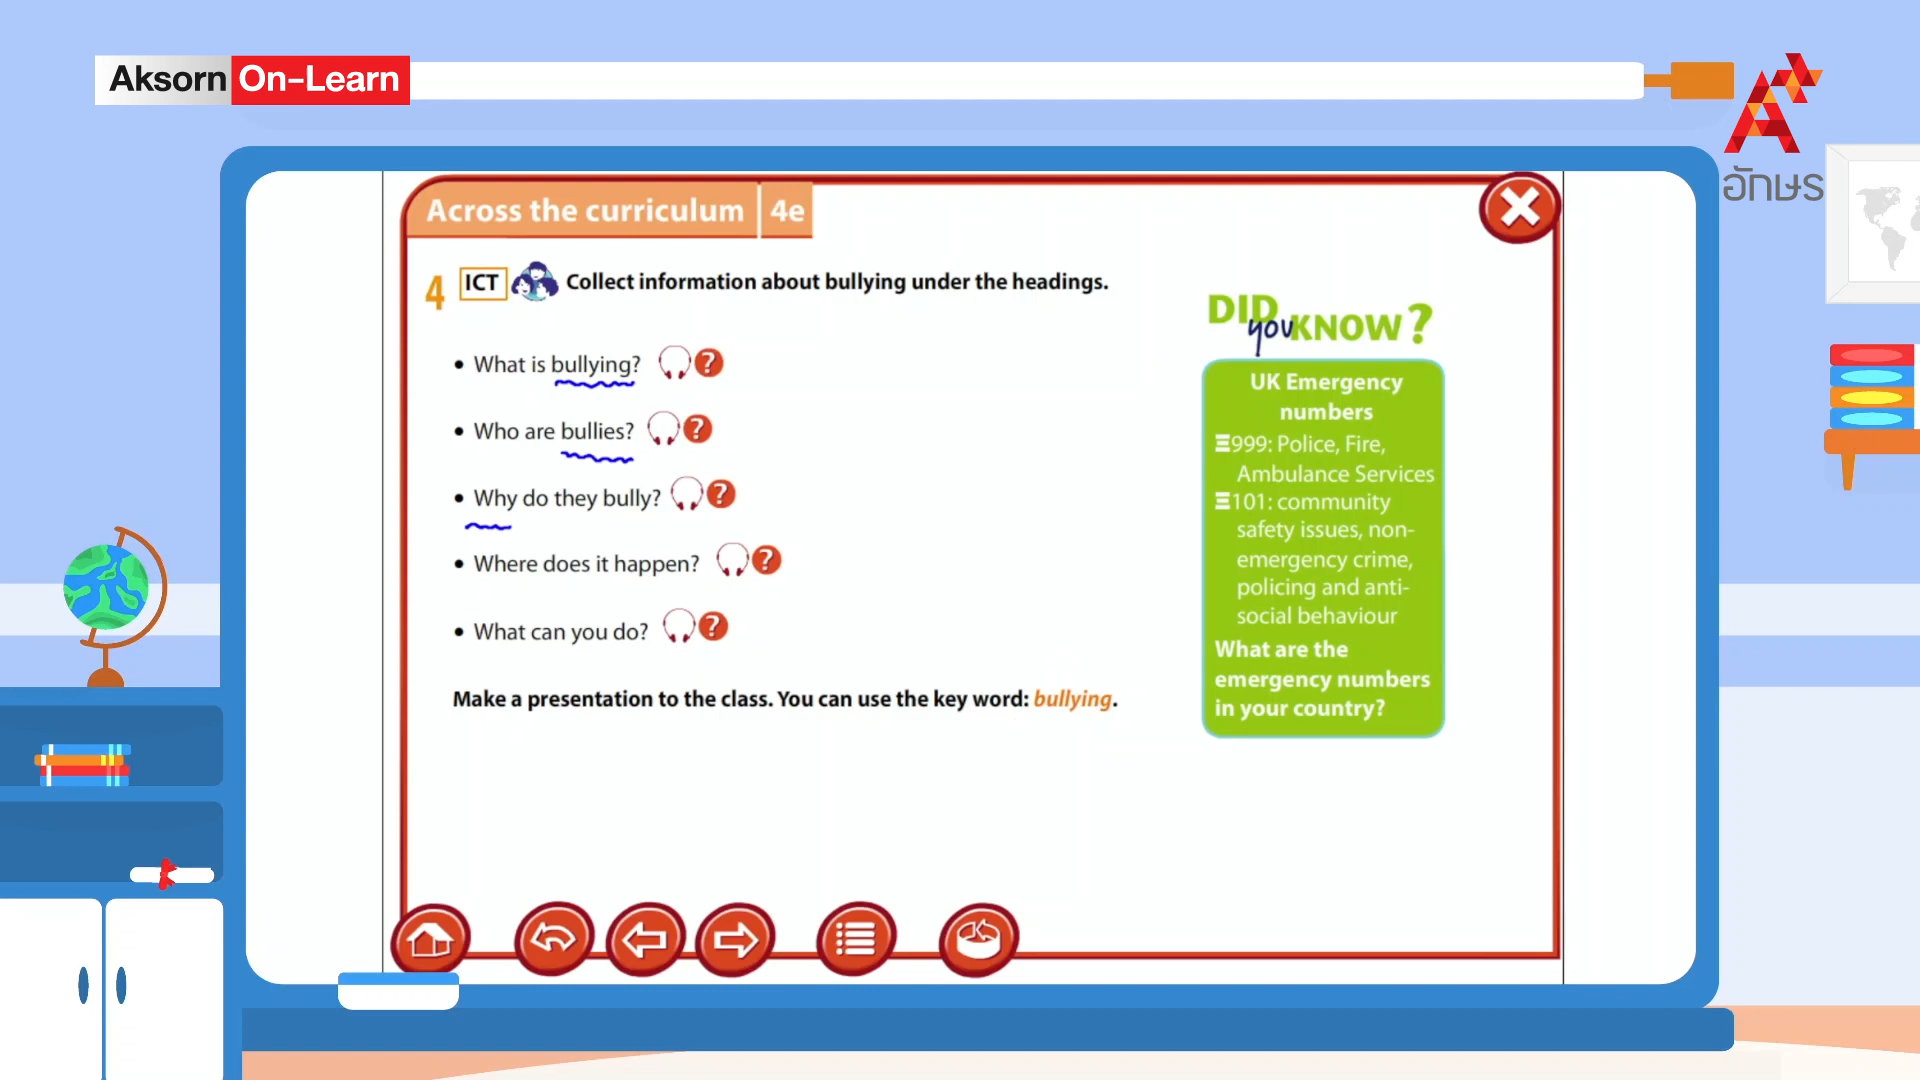 Aksorn On-Learn
อักษร
Across the curriculum 4e
4 ICT Collect information about bullying under the headings.
• What is bullying? ?
• Who are bullies? ?
• Why do they bully? ?
• Where does it happen? ?
• What can you do? ?
Make a presentation to the class. You can use the key word: bullying.
DID you KNOW?
UK Emergency
numbers
999: Police, Fire,
Ambulance Services
101: community
safety issues, non-
emergency crime,
policing and anti-
social behaviour
What are the
emergency numbers
in your country?